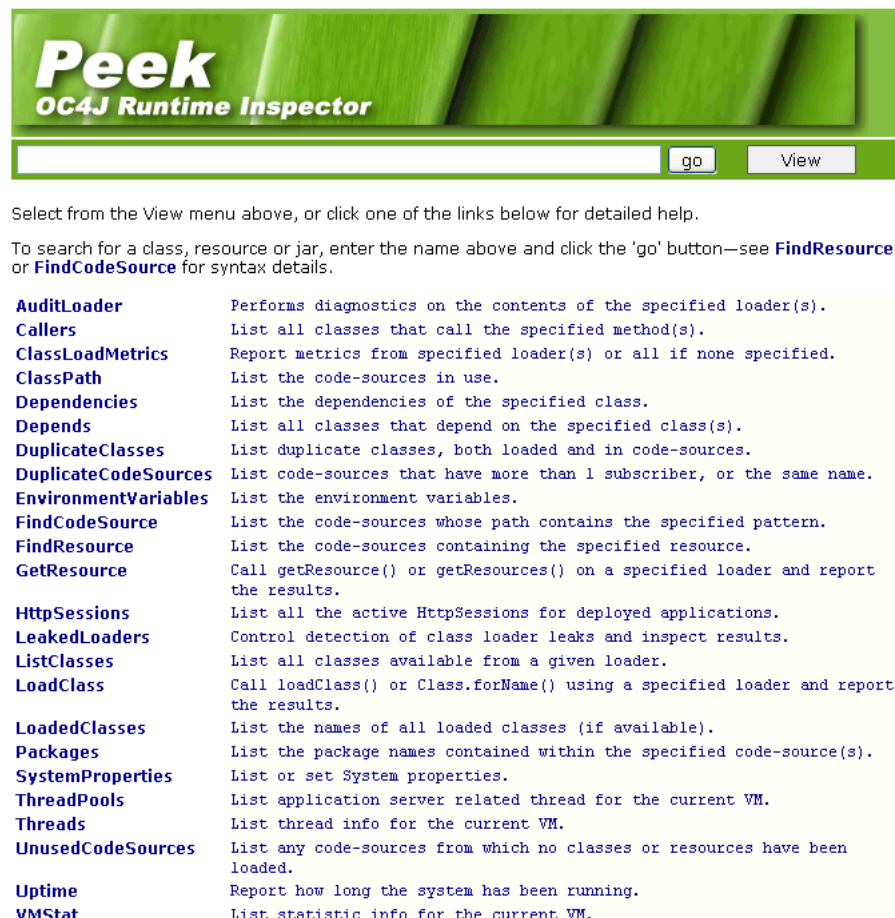 Peek
OC4J Runtime Inspector
go View
Select from the View menu above, or click one of the links below for detailed help.
To search for a class, resource or jar, enter the name above and click the 'go' button—see FindResource
or FindCodeSource for syntax details.
AuditLoader Performs diagnostics on the contents of the specified loader(s).
Callers List all classes that call the specified method(s).
ClassLoadMetrics Report metrics from specified loader(s) or all if none specified.
ClassPath List the code-sources in use.
Dependencies List the dependencies of the specified class.
Depends List all classes that depend on the specified class(s).
DuplicateClasses List duplicate classes, both loaded and in code-sources.
DuplicateCodeSources List code-sources that have more than 1 subscriber, or the same name.
EnvironmentVariables List the environment variables.
FindCodeSource List the code-sources whose path contains the specified pattern.
FindResource List the code-sources containing the specified resource.
GetResource Call getResource() or getResources() on a specified loader and report
the results.
HttpSessions List all the active HttpSessions for deployed applications.
LeakedLoaders Control detection of class loader leaks and inspect results.
ListClasses List all classes available from a given loader.
LoadClass Call loadClass() or Class.forName() using a specified loader and report
the results.
LoadedClasses List the names of all loaded classes (if available).
Packages List the package names contained within the specified code-source(s).
SystemProperties List or set System properties.
ThreadPools List application server related thread for the current VM.
Threads List thread info for the current VM.
UnusedCodeSources List any code-sources from which no classes or resources have been
loaded.
Uptime Report how long the system has been running.
VMStat List statistic info for the current VM.